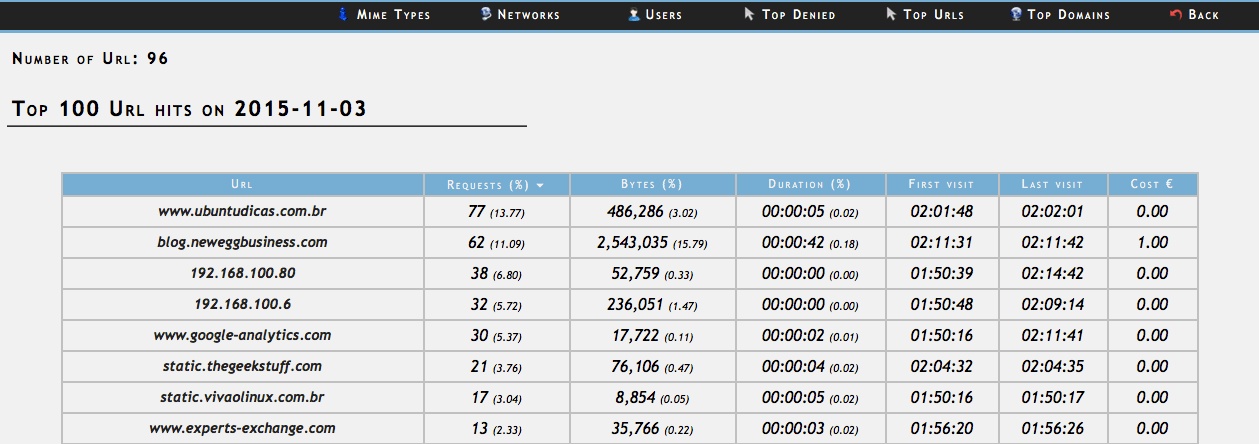 Mime Types Networks Users Top Denied Top Urls Top Domains Back
Number of Url: 96
Top 100 Url hits on 2015-11-03
Url Requests (%) Bytes (%) Duration (%) First visit Last visit Cost €
www.ubuntudicas.com.br 77 (13.77) 486,286 (3.02) 00:00:05 (0.02) 02:01:48 02:02:01 0.00
blog.neweggbusiness.com 62 (11.09) 2,543,035 (15.79) 00:00:42 (0.18) 02:11:31 02:11:42 1.00
192.168.100.80 38 (6.80) 52,759 (0.33) 00:00:00 (0.00) 01:50:39 02:14:42 0.00
192.168.100.6 32 (5.72) 236,051 (1.47) 00:00:00 (0.00) 01:50:48 02:09:14 0.00
www.google-analytics.com 30 (5.37) 17,722 (0.11) 00:00:02 (0.01) 01:50:16 02:11:41 0.00
static.thegeekstuff.com 21 (3.76) 76,106 (0.47) 00:00:04 (0.02) 02:04:32 02:04:35 0.00
static.vivaolinux.com.br 17 (3.04) 8,854 (0.05) 00:00:05 (0.02) 01:50:16 01:50:17 0.00
www.experts-exchange.com 13 (2.33) 35,766 (0.22) 00:00:03 (0.02) 01:56:20 01:56:26 0.00